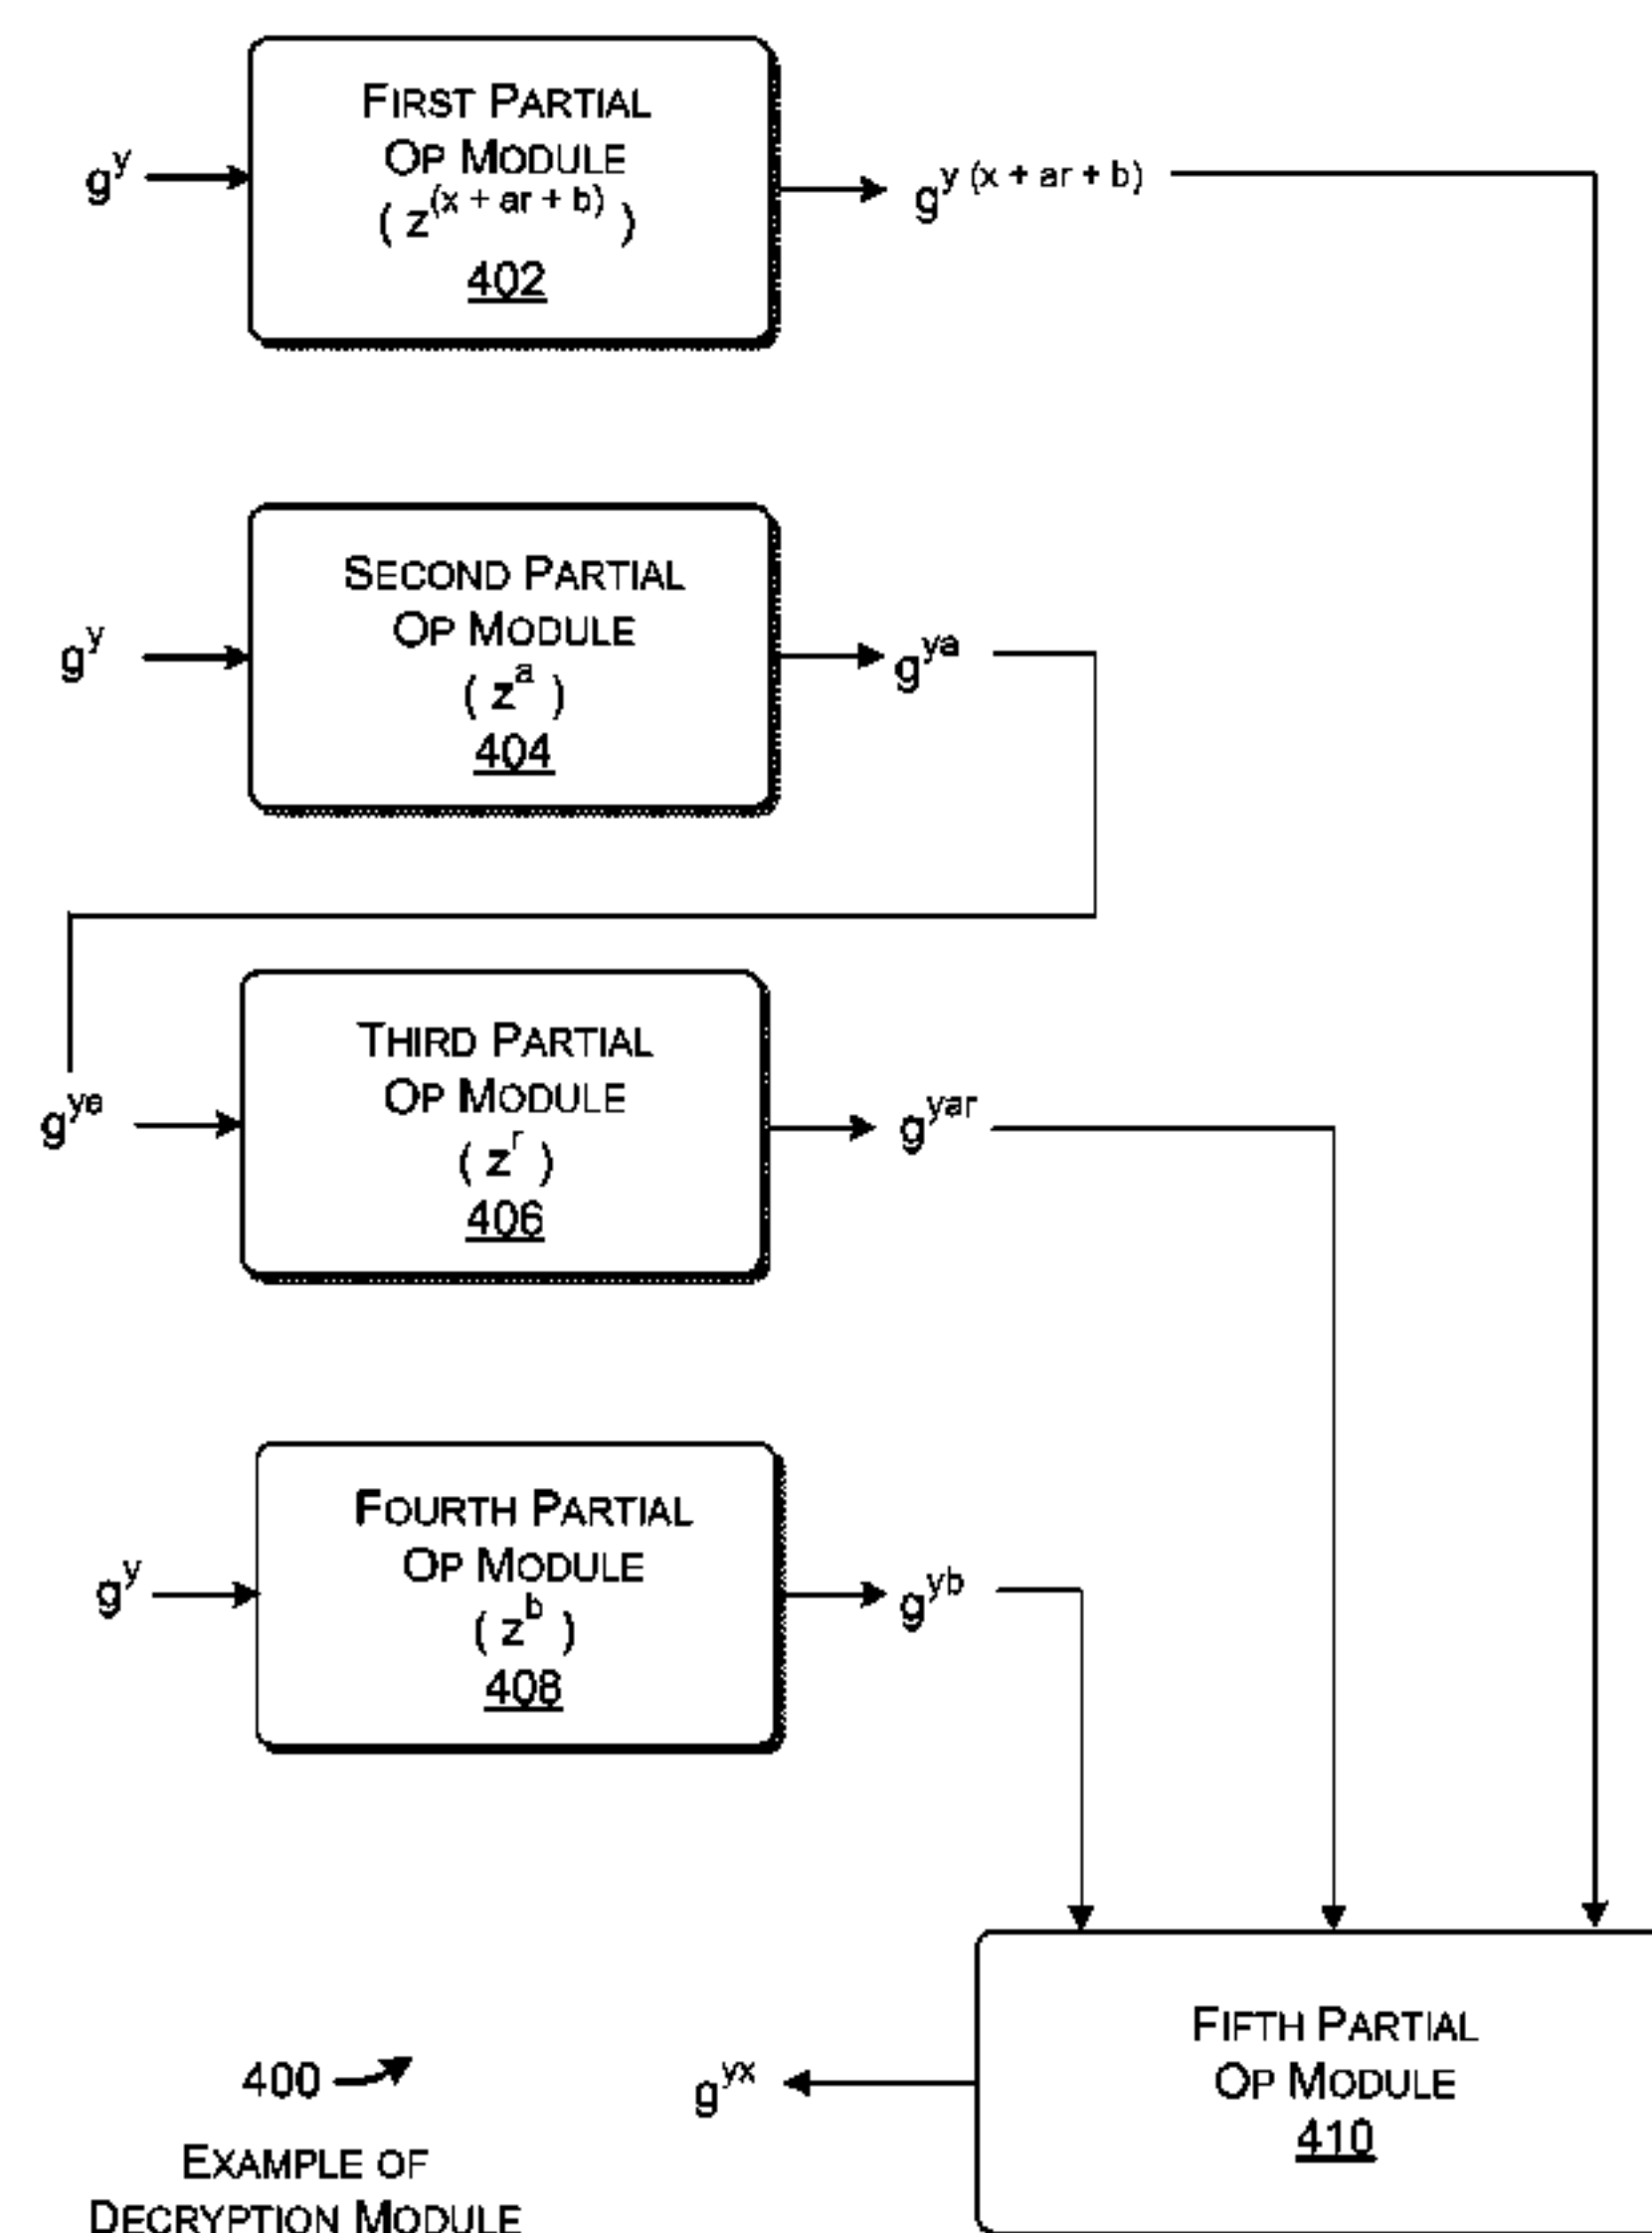 FIRST PARTIAL
OP MODULE
( z^(x + ar + b) )
402
g^y
g^y (x + ar + b)
SECOND PARTIAL
OP MODULE
( z^a )
404
g^y
g^ya
THIRD PARTIAL
OP MODULE
( z^r )
406
g^ya
g^yar
FOURTH PARTIAL
OP MODULE
( z^b )
408
g^y
g^yb
FIFTH PARTIAL
OP MODULE
410
g^yx
400
EXAMPLE OF
DECRYPTION MODULE